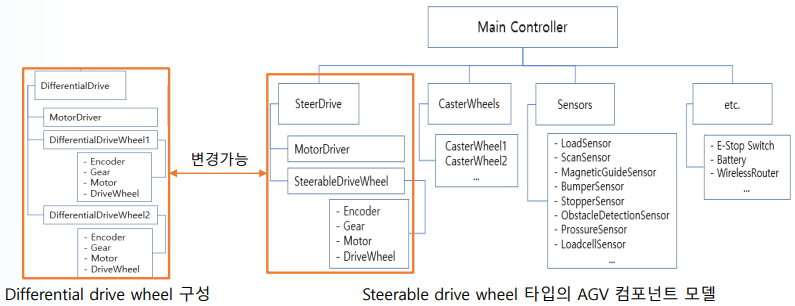 Main Controller
DifferentialDrive
MotorDriver
DifferentialDriveWheel1
- Encoder
- Gear
- Motor
- DriveWheel
DifferentialDriveWheel2
- Encoder
- Gear
- Motor
- DriveWheel
변경가능
SteerDrive
MotorDriver
SteerableDriveWheel
- Encoder
- Gear
- Motor
- DriveWheel
CasterWheels
CasterWheel1
CasterWheel2
...
Sensors
- LoadSensor
- ScanSensor
- MagneticGuideSensor
- BumperSensor
- StopperSensor
- ObstacleDetectionSensor
- ProssureSensor
- LoadcellSensor
...
etc.
- E-Stop Switch
- Battery
- WirelessRouter
...
Differential drive wheel 구성
Steerable drive wheel 타입의 AGV 컴포넌트 모델